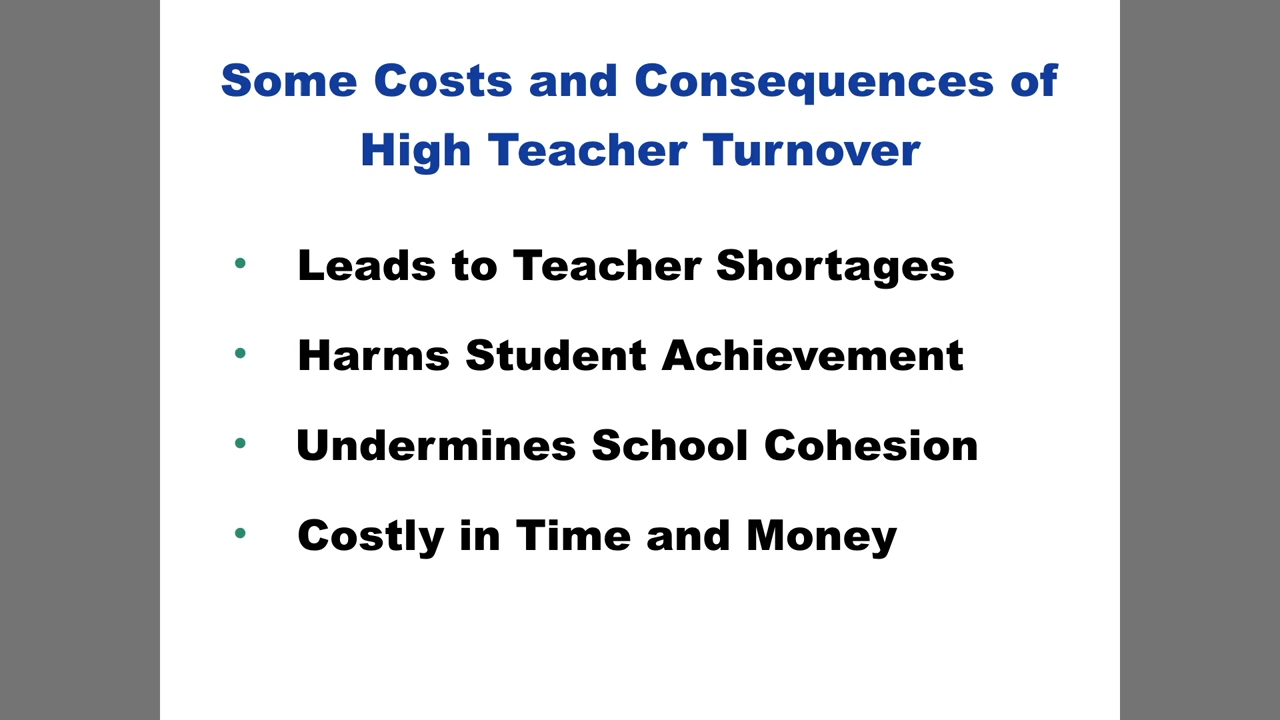 Some Costs and Consequences of
High Teacher Turnover
• Leads to Teacher Shortages
• Harms Student Achievement
• Undermines School Cohesion
• Costly in Time and Money